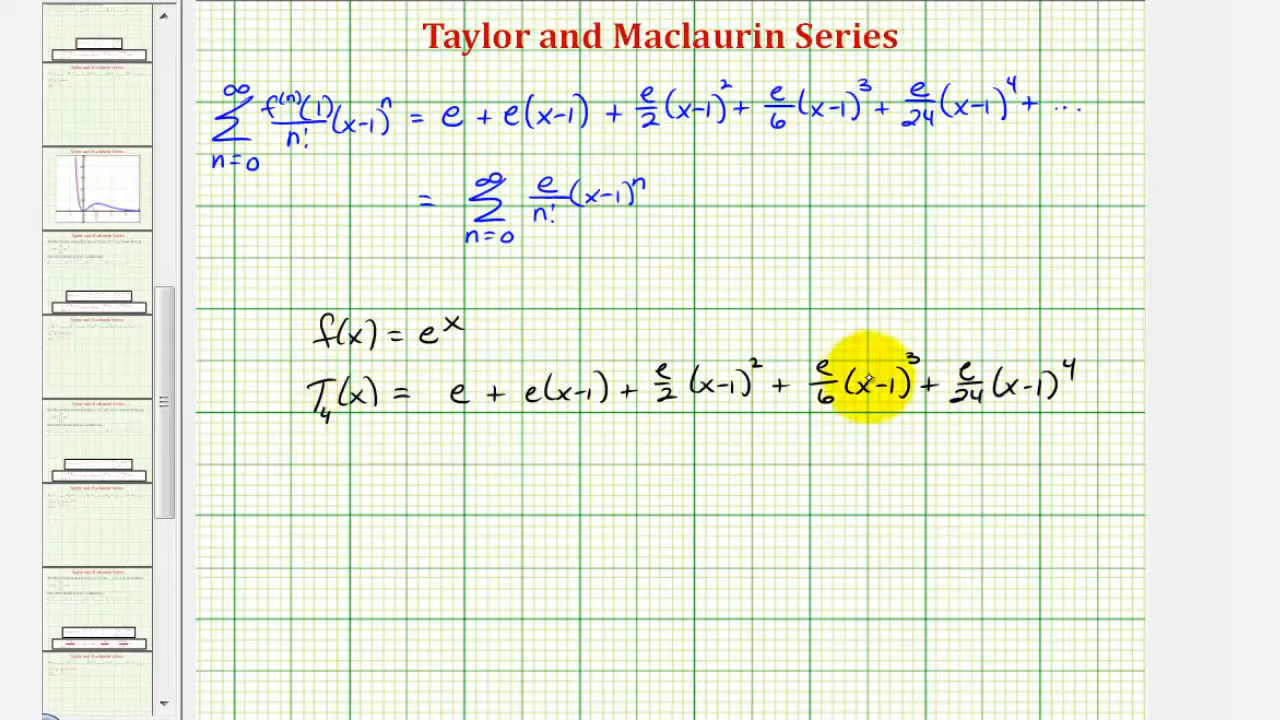 Taylor and Maclaurin Series
∞ Σ n=0 f⁽ⁿ⁾(1)/n! (x-1)ⁿ = e + e(x-1) + e/2 (x-1)² + e/6 (x-1)³ + e/24 (x-1)⁴ + ...
= ∞ Σ n=0 e/n! (x-1)ⁿ
f(x) = eˣ
T₄(x) = e + e(x-1) + e/2 (x-1)² + e/6 (x-1)³ + e/24 (x-1)⁴